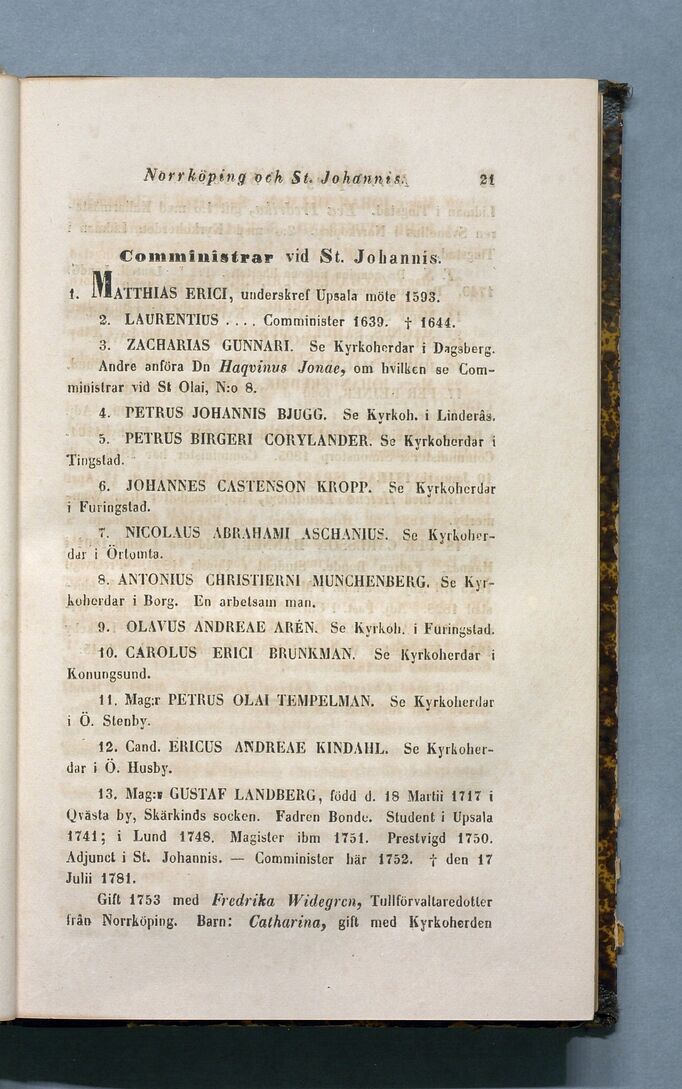 Norrköping och St. Johannis. 21
Comministrar vid St. Johannis.
1. MATTHIAS ERICI, underskref Upsala möte 1593.
2. LAURENTIUS .... Comminister 1639. † 1644.
3. ZACHARIAS GUNNARI. Se Kyrkoherdar i Dagsberg.
Andre anföra Dn Haqvinus Jonae, om hvilken se Com-
ministrar vid St Olai, N:o 8.
4. PETRUS JOHANNIS BJUGG. Se Kyrkoh. i Linderås.
5. PETRUS BIRGERI CORYLANDER. Se Kyrkoherdar i
Tingstad.
6. JOHANNES CASTENSON KROPP. Se Kyrkoherdar
i Furingstad.
7. NICOLAUS ABRAHAMI ASCHANIUS. Se Kyrkoher-
dar i Örtomta.
8. ANTONIUS CHRISTIERNI MUNCHENBERG. Se Kyr-
koherdar i Borg. En arbetsam man.
9. OLAVUS ANDREAE ARÉN. Se Kyrkoh. i Furingstad.
10. CAROLUS ERICI BRUNKMAN. Se Kyrkoherdar i
Konungsund.
11. Mag:r PETRUS OLAI TEMPELMAN. Se Kyrkoherdar
i Ö. Stenby.
12. Cand. ERICUS ANDREAE KINDAHL. Se Kyrkoher-
dar i Ö. Husby.
13. Mag:r GUSTAF LANDBERG, född d. 18 Martii 1717 i
Qvästa by, Skärkinds socken. Fadren Bonde. Student i Upsala
1741; i Lund 1748. Magister ibm 1751. Prestvigd 1750.
Adjunct i St. Johannis. — Comminister här 1752. † den 17
Julii 1781.
Gift 1753 med Fredrika Widegren, Tullförvaltaredotter
från Norrköping. Barn: Catharina, gift med Kyrkoherden